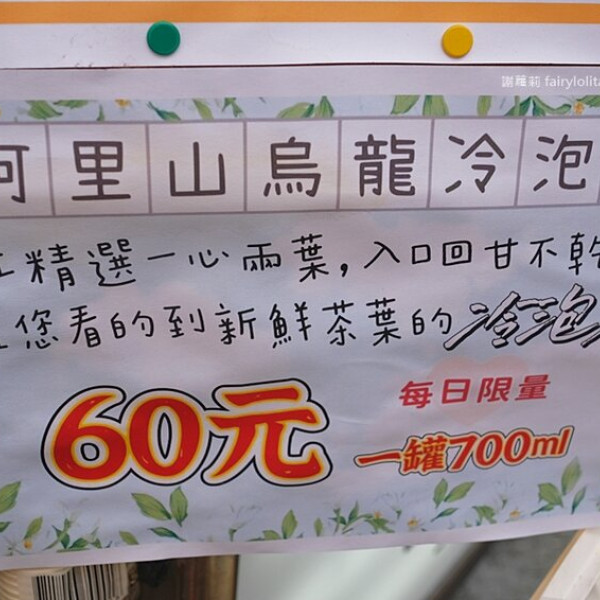 謝蘿莉 fairylolita
阿里山烏龍冷泡
工精選一心兩葉,入口回甘不乾
您看的到新鮮茶葉的冷泡
60元
每日限量
一罐700ml